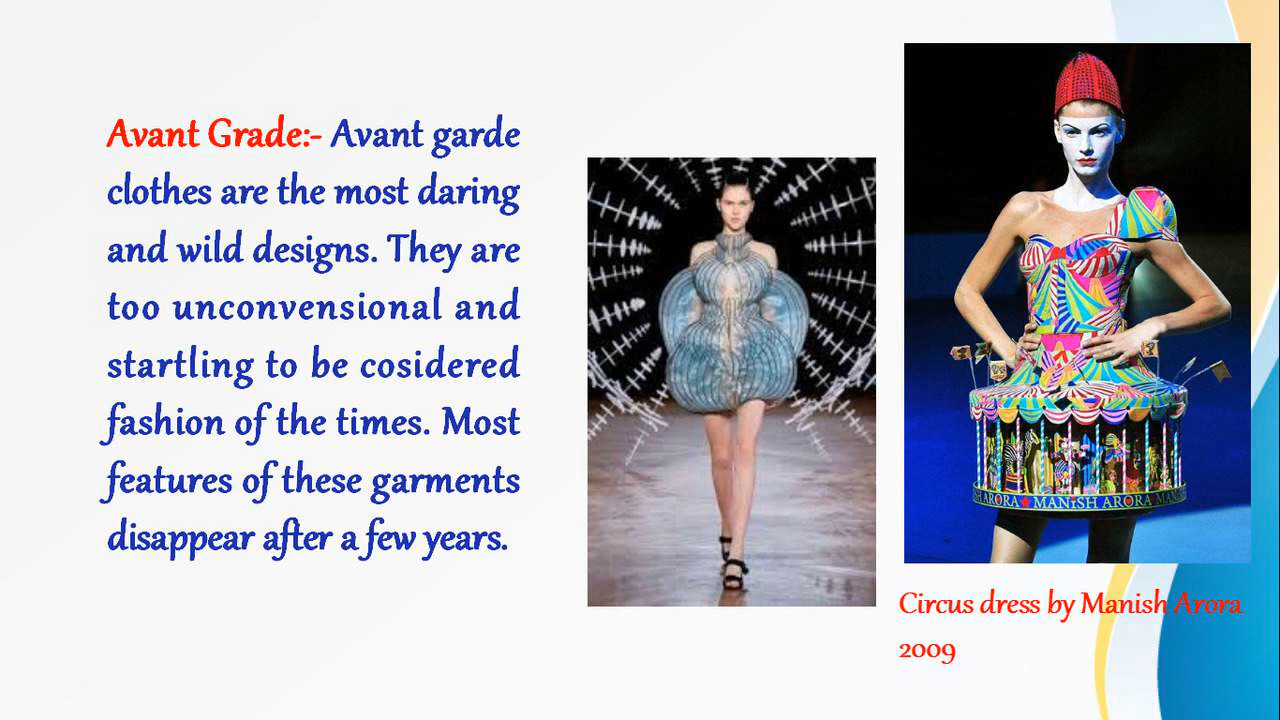 Avant Grade:- Avant garde
clothes are the most daring
and wild designs. They are
too unconvensional and
startling to be cosidered
fashion of the times. Most
features of these garments
disappear after a few years.
H ARORA ★ MANiSH ARORA MAN
Circus dress by Manish Arora
2009